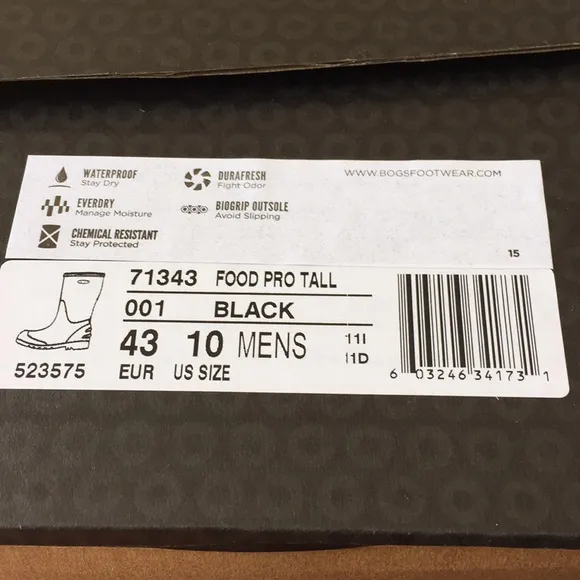 WATERPROOF
Stay Dry
DURAFRESH
Fight Odor
WWW.BOGSFOOTWEAR.COM
EVERDRY
Manage Moisture
BIOGRIP OUTSOLE
Avoid Slipping
CHEMICAL RESISTANT
Stay Protected
15
71343 FOOD PRO TALL
001 BLACK
43 10 MENS
EUR US SIZE
523575
6 03246 34173 1